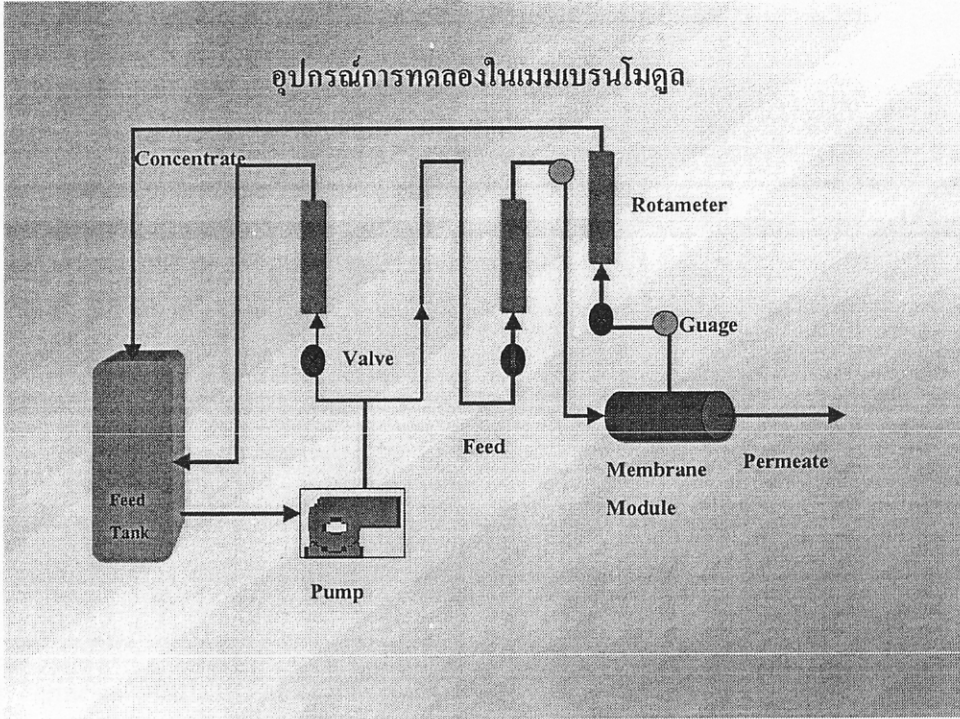 อุปกรณ์การทดลองในเมมเบรนโมดูล
Concentrate
Rotameter
Guage
Valve
Feed
Membrane
Module
Permeate
Feed
Tank
Pump